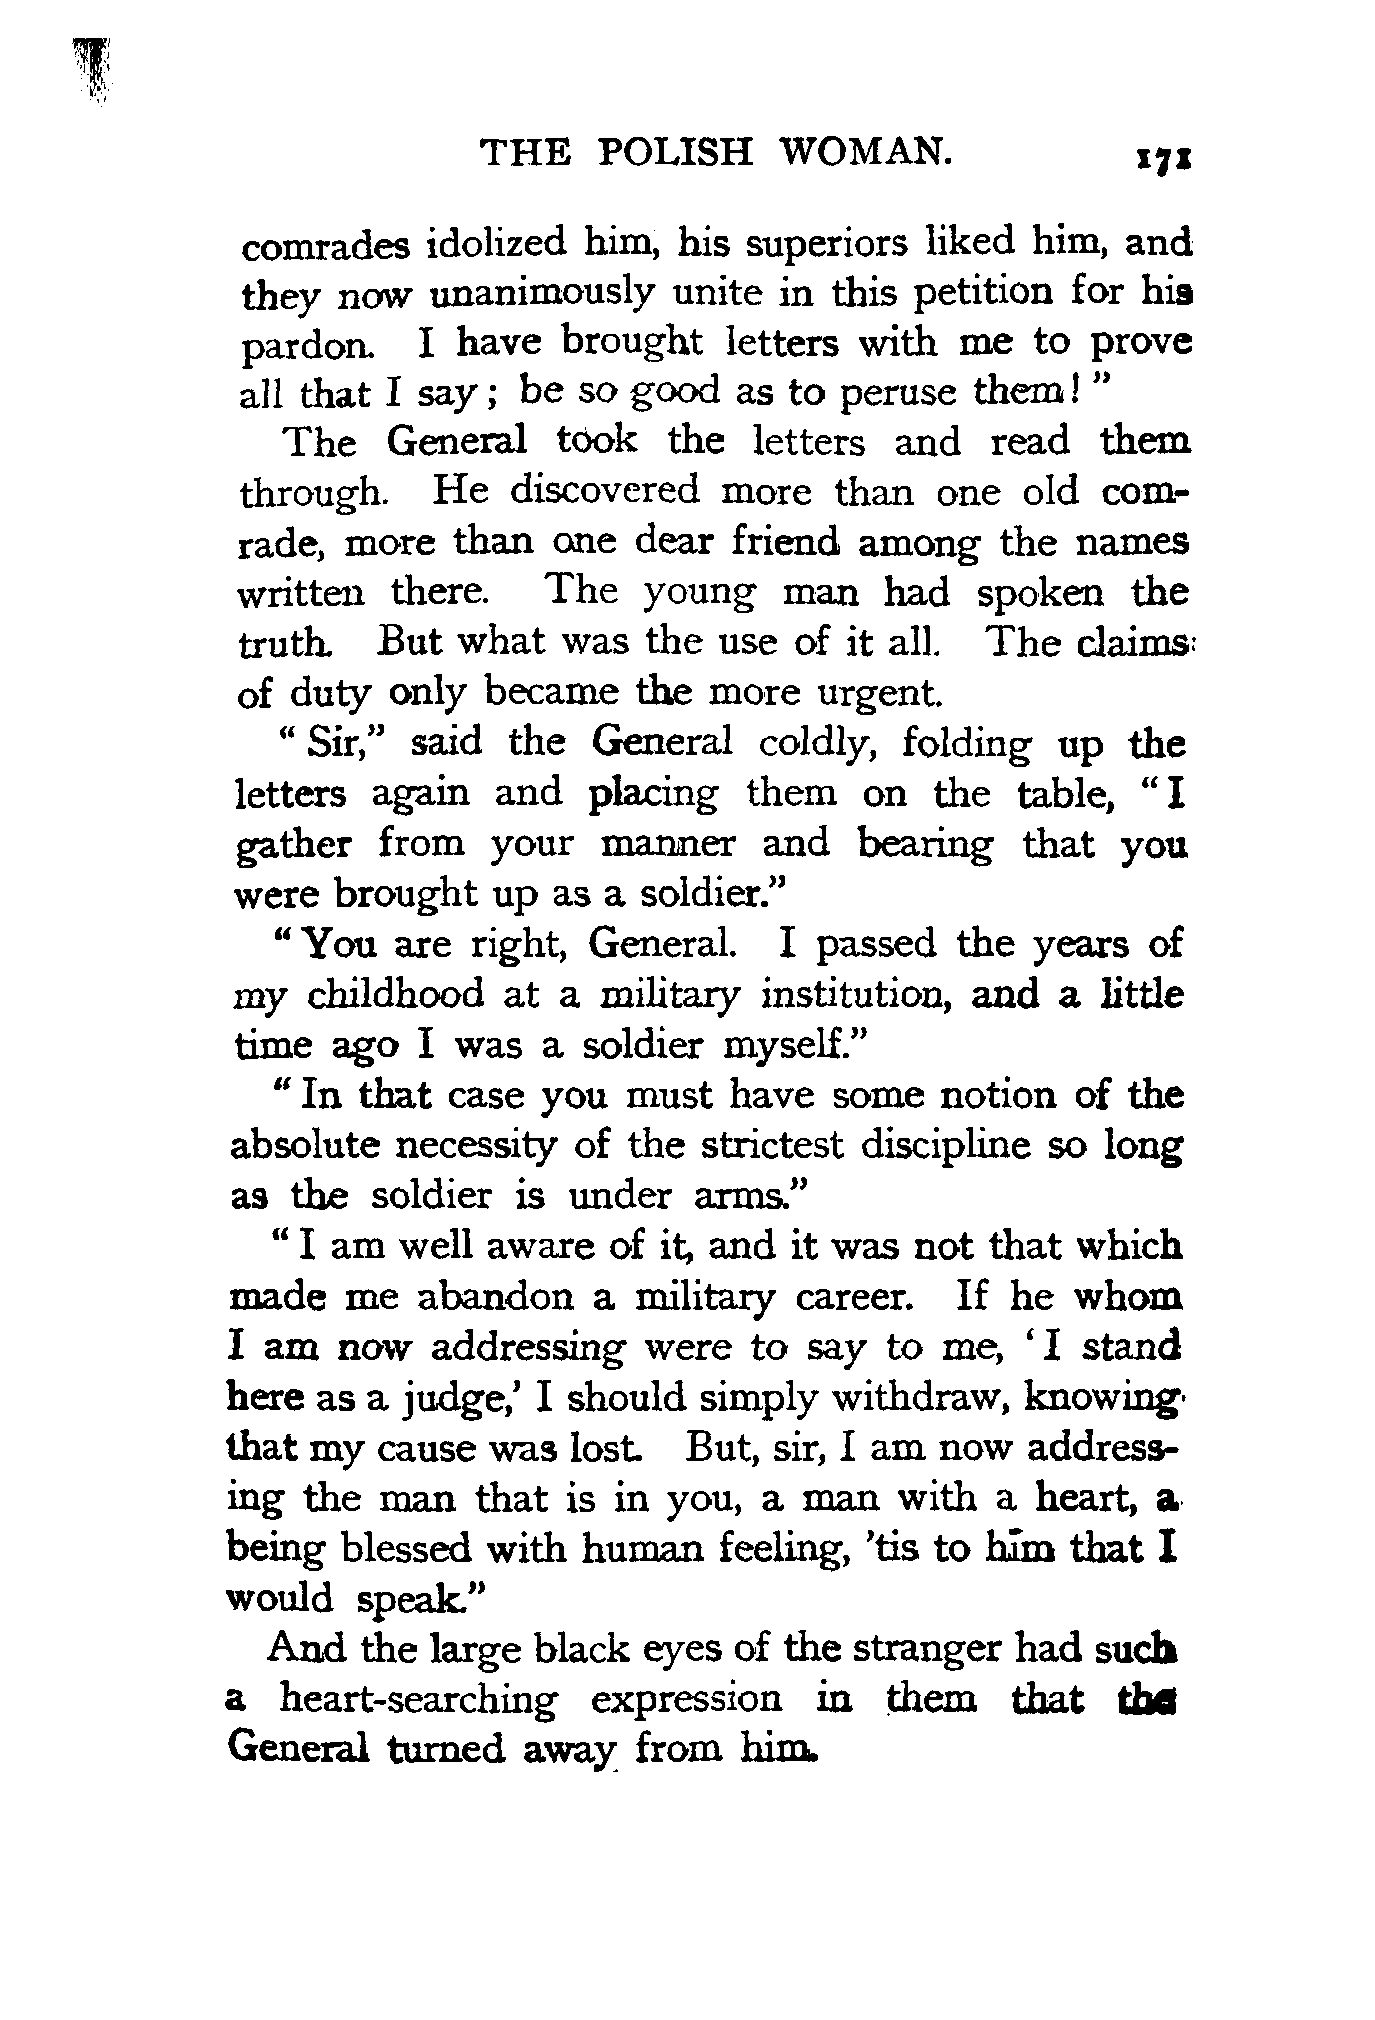 THE POLISH WOMAN. 171
comrades idolized him, his superiors liked him, and
they now unanimously unite in this petition for his
pardon. I have brought letters with me to prove
all that I say; be so good as to peruse them!"
The General took the letters and read them
through. He discovered more than one old com-
rade, more than one dear friend among the names
written there. The young man had spoken the
truth. But what was the use of it all. The claims
of duty only became the more urgent.
"Sir," said the General coldly, folding up the
letters again and placing them on the table, "I
gather from your manner and bearing that you
were brought up as a soldier."
"You are right, General. I passed the years of
my childhood at a military institution, and a little
time ago I was a soldier myself."
"In that case you must have some notion of the
absolute necessity of the strictest discipline so long
as the soldier is under arms."
"I am well aware of it, and it was not that which
made me abandon a military career. If he whom
I am now addressing were to say to me, 'I stand
here as a judge,' I should simply withdraw, knowing
that my cause was lost. But, sir, I am now address-
ing the man that is in you, a man with a heart, a
being blessed with human feeling, 'tis to him that I
would speak."
And the large black eyes of the stranger had such
a heart-searching expression in them that the
General turned away from him.